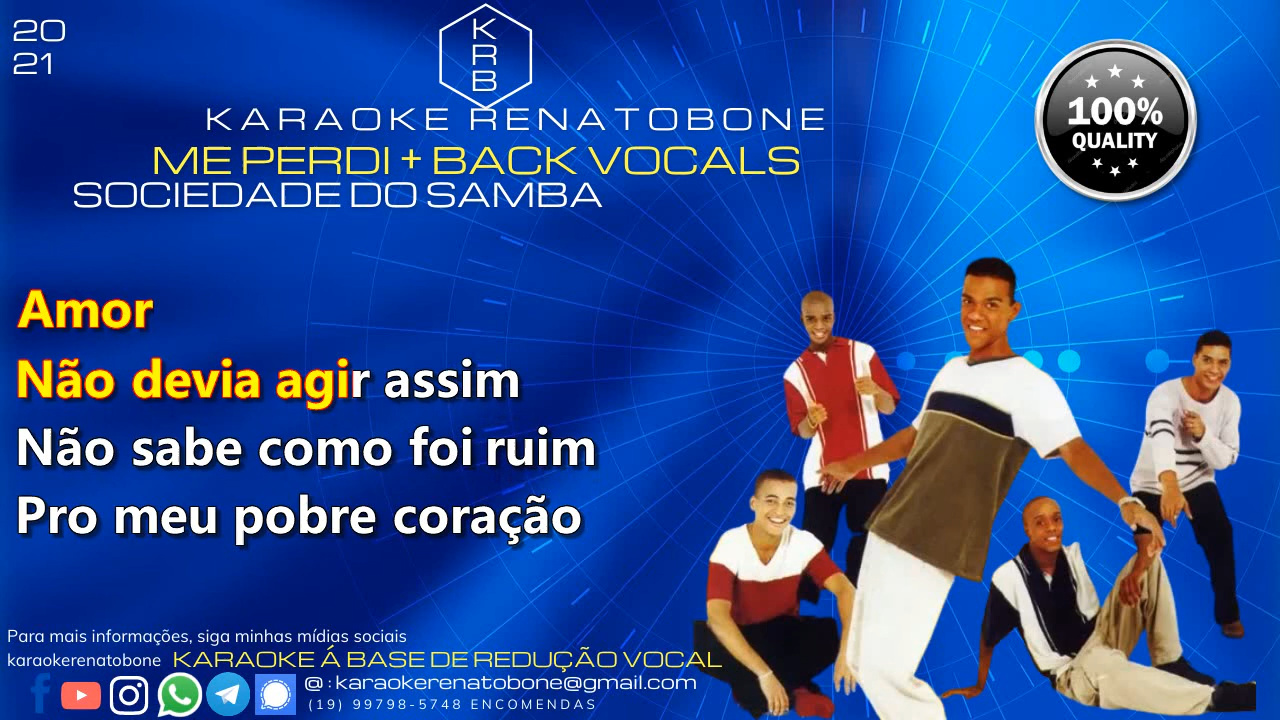 20
21
K
R
B
KARAOKE RENATOBONE
ME PERDI + BACK VOCALS
SOCIEDADE DO SAMBA
100%
QUALITY
Amor
Não devia agir assim
Não sabe como foi ruim
Pro meu pobre coração
Para mais informações, siga minhas mídias sociais
karaokerenatobone KARAOKE Á BASE DE REDUÇÃO VOCAL
@:karaokerenatobone@gmail.com
(19) 99798-5748 ENCOMENDAS